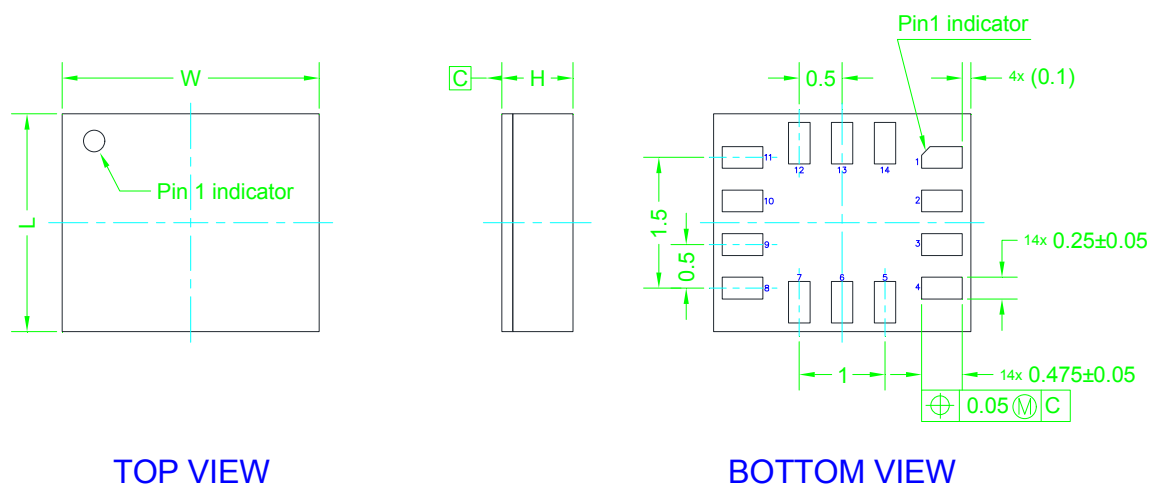 Pin1 indicator
W
C
H
0.5
4x (0.1)
Pin 1 indicator
L
11
12
13
14
1
10
2
1.5
9
3
14x 0.25±0.05
0.5
8
7
6
5
4
1
14x 0.475±0.05
0.05 Ⓜ C
TOP VIEW
BOTTOM VIEW